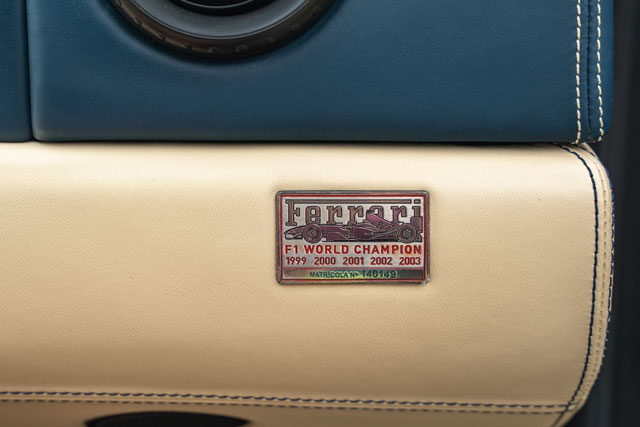 Ferrari
F1 WORLD CHAMPION
1999 2000 2001 2002 2003
MATRICOLA N° 140149